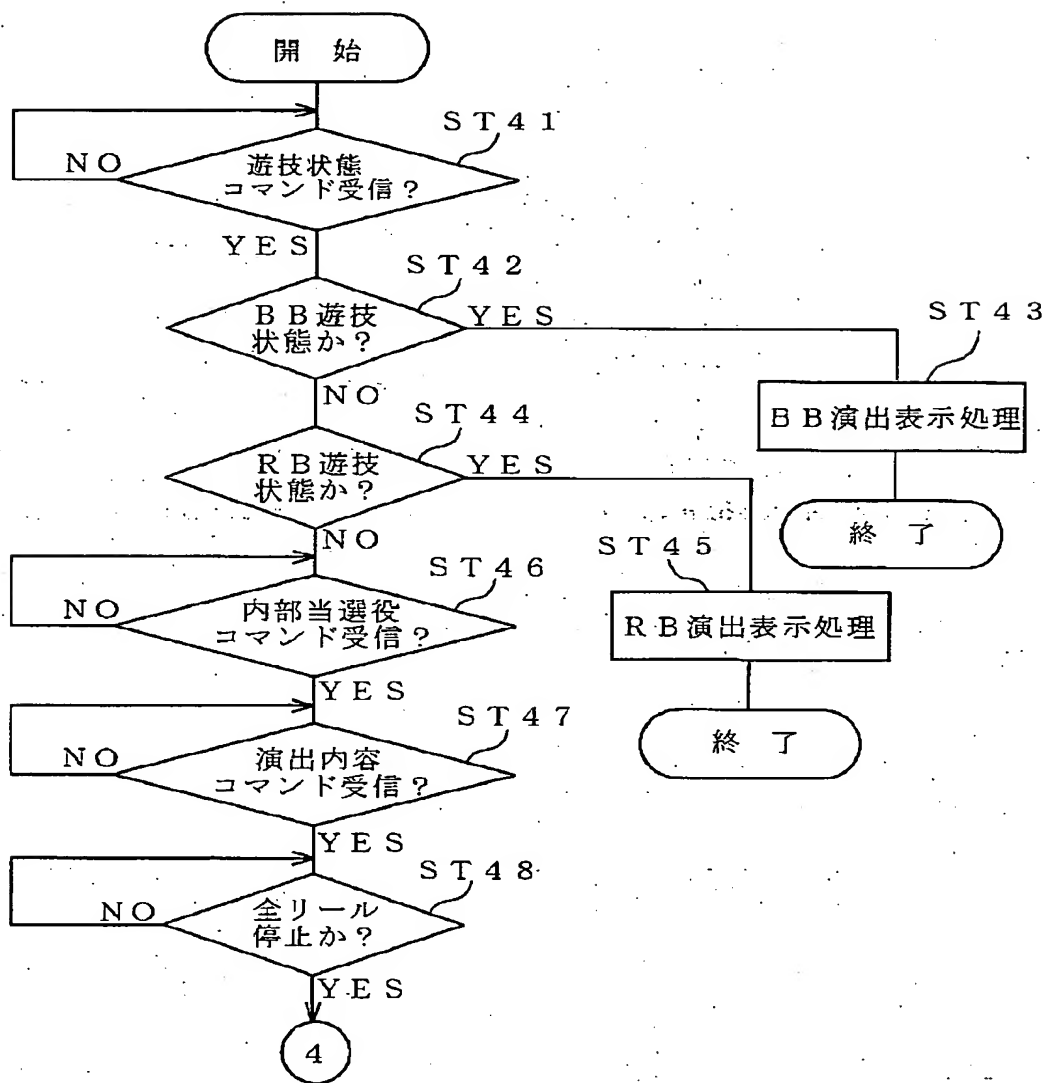 開 始
ST41
遊技状態
コマンド受信?
NO
YES
ST42
BB遊技
状態か?
YES
ST43
BB演出表示処理
終 了
NO
ST44
RB遊技
状態か?
YES
ST45
RB演出表示処理
終 了
NO
ST46
内部当選役
コマンド受信?
NO
YES
ST47
演出内容
コマンド受信?
NO
YES
ST48
全リール
停止か?
NO
YES
4